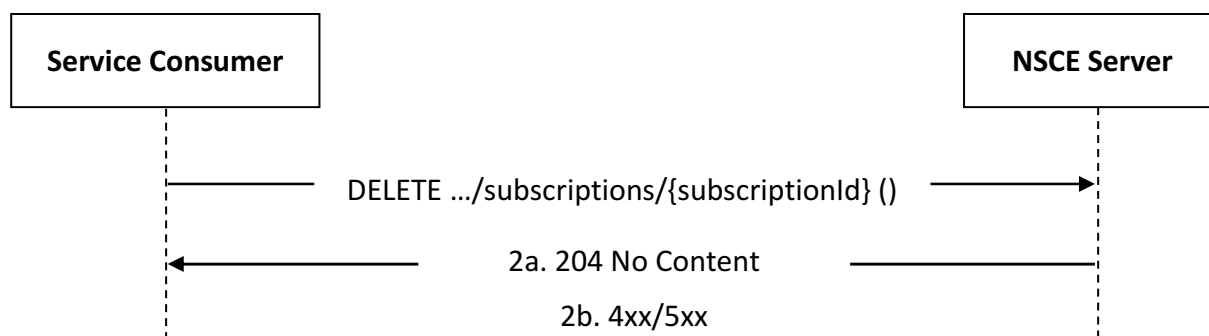 Service Consumer
NSCE Server
DELETE .../subscriptions/{subscriptionId} ()
2a. 204 No Content
2b. 4xx/5xx